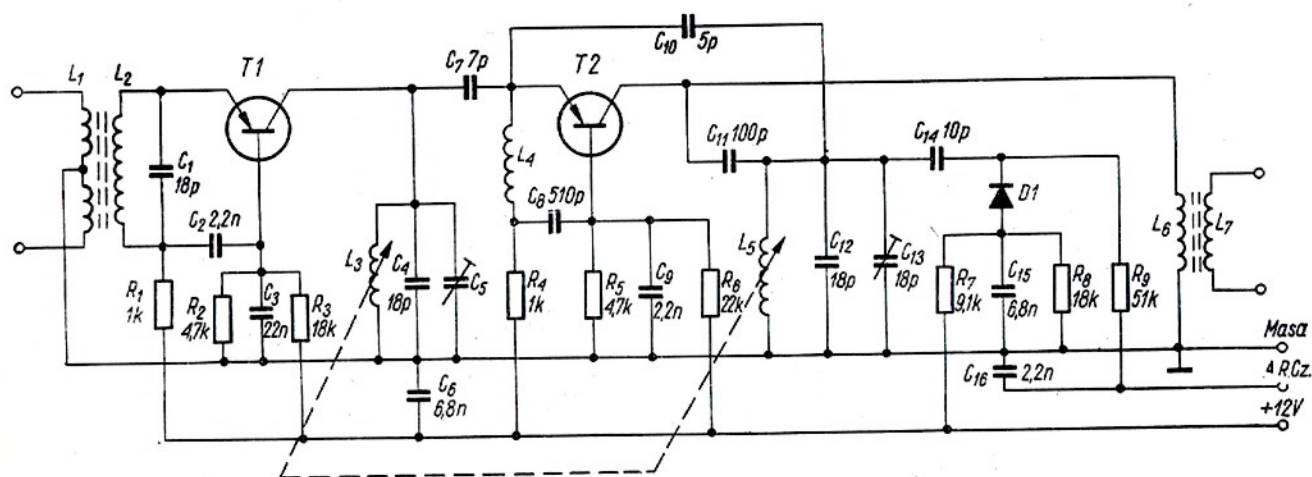 L1
L2
T1
C1
18p
C2 2,2n
R1
1k
R2
4,7k
C3
22n
R3
18k
L3
C4
18p
C5
C6
6,8n
C7 7p
C10 5p
T2
L4
C8 510p
R4
1k
R5
4,7k
C9
2,2n
R6
22k
C11 100p
L5
C12
18p
C13
18p
C14 10p
D1
R7
9,1k
C15
6,8n
R8
18k
R9
51k
L6
L7
Masa
C16 2,2n
A R.Cz.
+12V